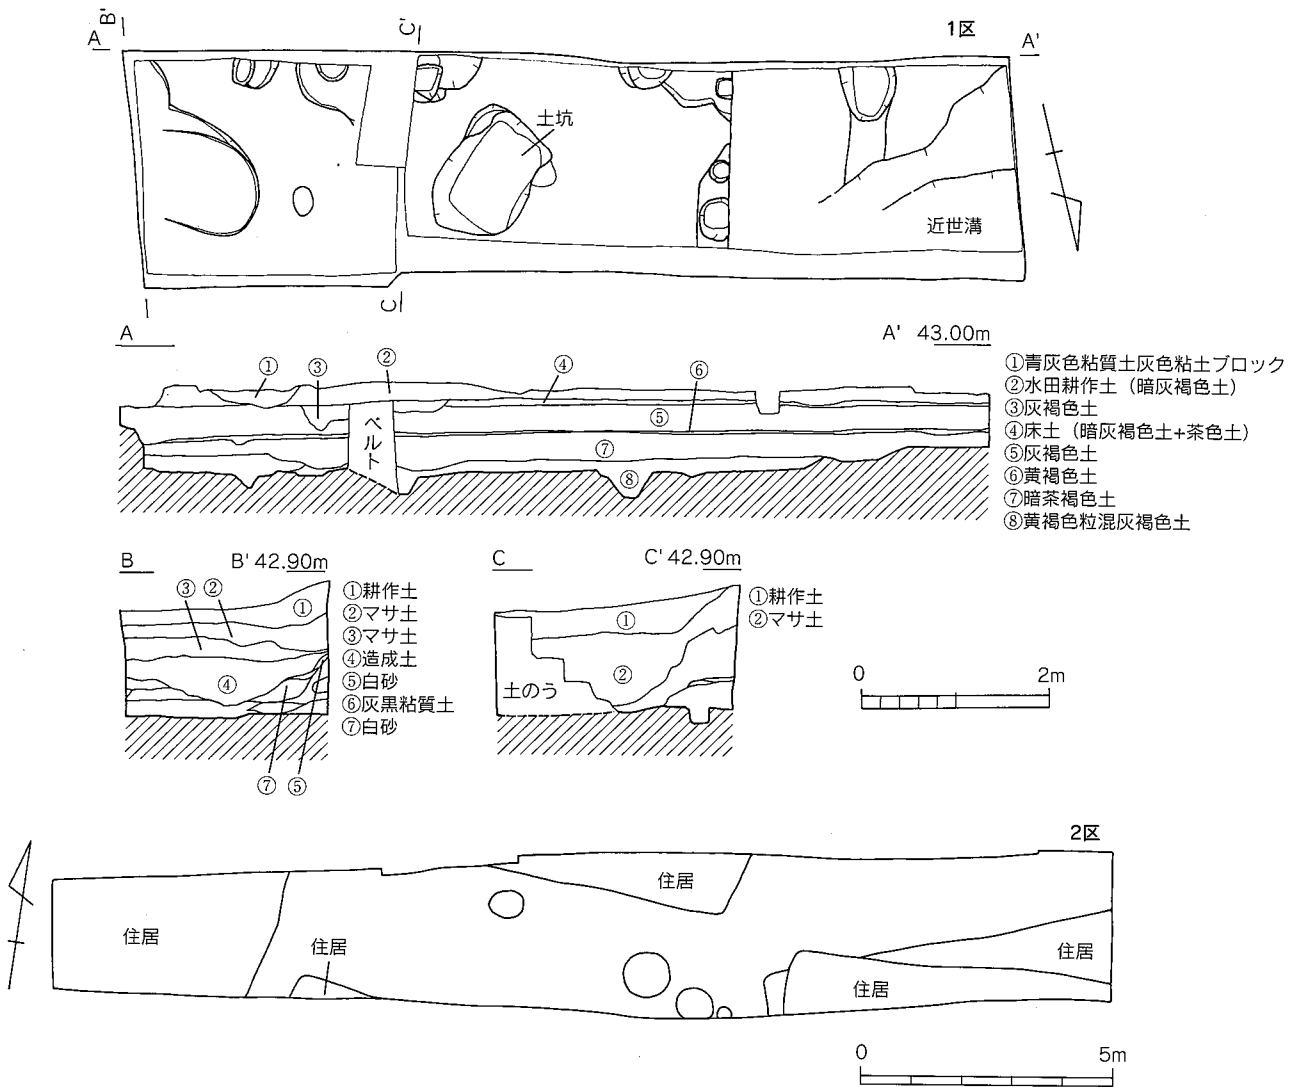 B'
A
C'
1区
A'
土坑
近世溝
C
A
A' 43.00m
①
③
②
④
⑥
⑤
ベルト
⑦
⑧
①青灰色粘質土灰色粘土ブロック
②水田耕作土（暗灰褐色土）
③灰褐色土
④床土（暗灰褐色土+茶色土）
⑤灰褐色土
⑥黄褐色土
⑦暗茶褐色土
⑧黄褐色粒混灰褐色土
B
B' 42.90m
③
②
①
④
⑦
⑤
①耕作土
②マサ土
③マサ土
④造成土
⑤白砂
⑥灰黒粘質土
⑦白砂
C
C' 42.90m
①
②
土のう
①耕作土
②マサ土
0
2m
2区
住居
住居
住居
住居
住居
0
5m